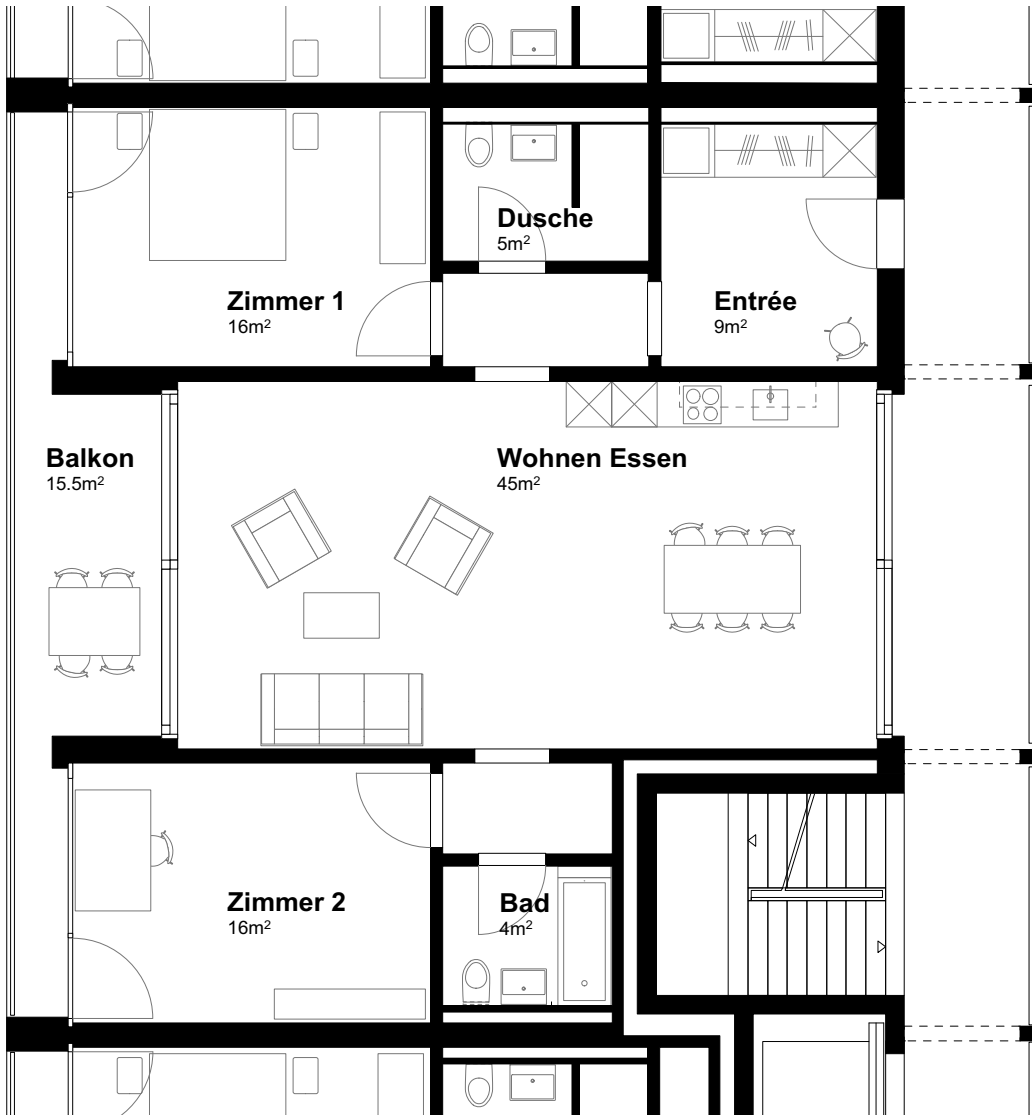 Dusche
5m²
Zimmer 1
16m²
Entrée
9m²
Balkon
15.5m²
Wohnen Essen
45m²
Zimmer 2
16m²
Bad
4m²